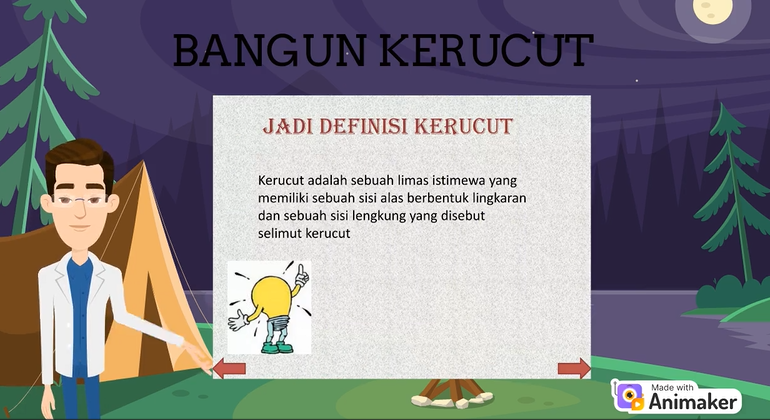 BANGUN KERUCUT
JADI DEFINISI KERUCUT
Kerucut adalah sebuah limas istimewa yang
memiliki sebuah sisi alas berbentuk lingkaran
dan sebuah sisi lengkung yang disebut
selimut kerucut
Made with
Animaker